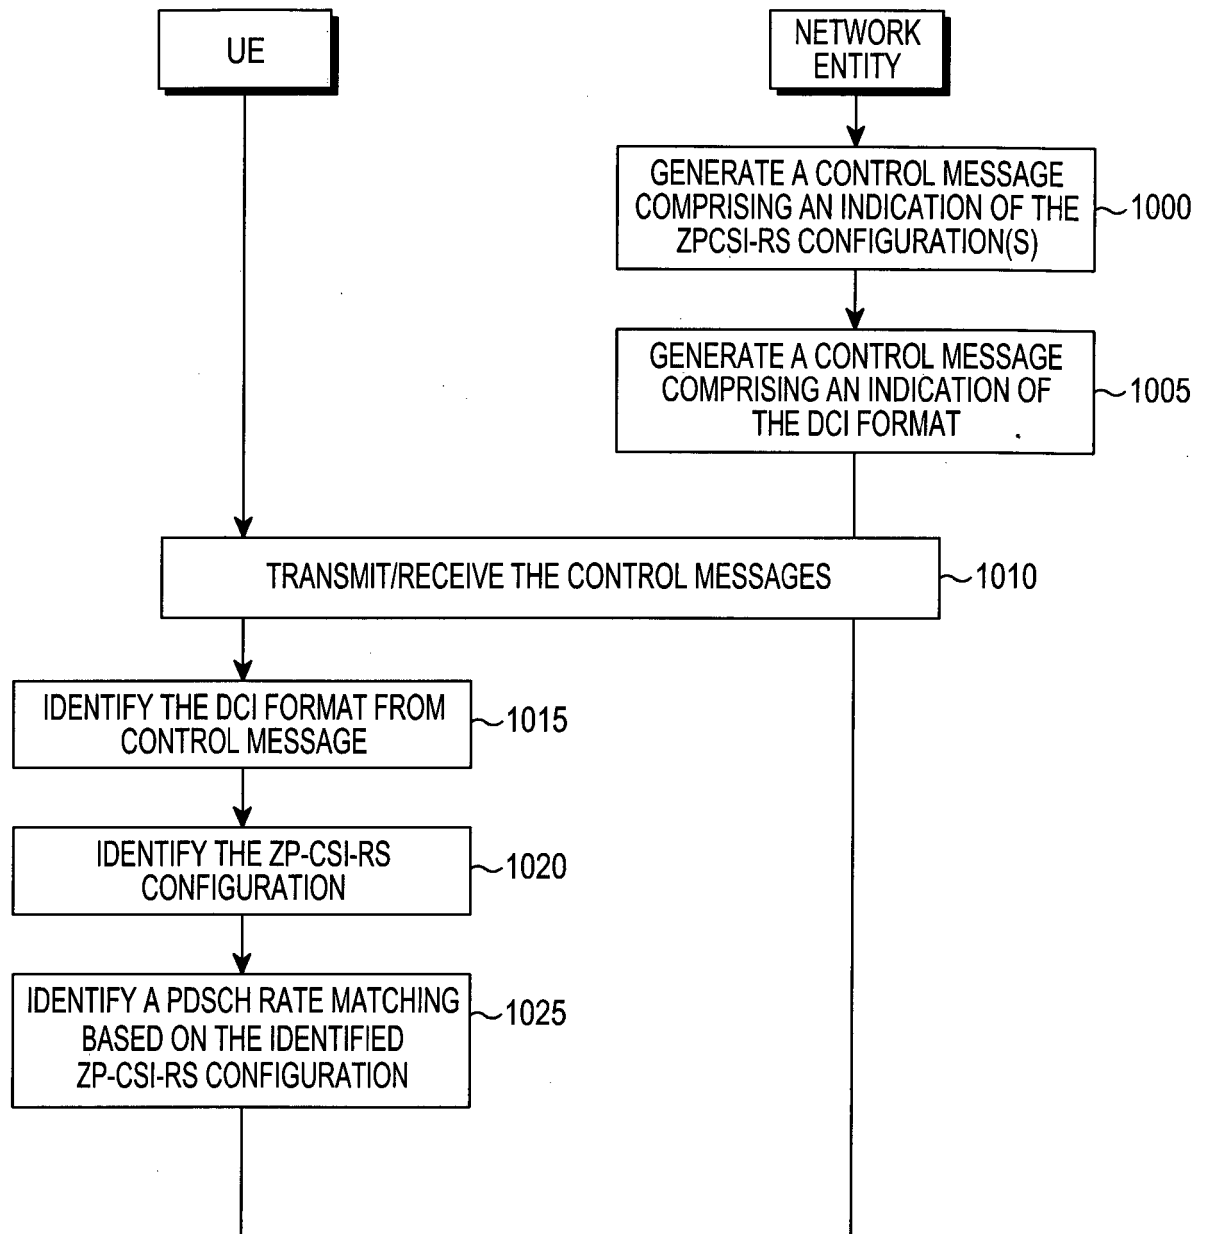 UE
NETWORK
ENTITY
GENERATE A CONTROL MESSAGE
COMPRISING AN INDICATION OF THE
ZPCSI-RS CONFIGURATION(S)
1000
GENERATE A CONTROL MESSAGE
COMPRISING AN INDICATION OF
THE DCI FORMAT
1005
TRANSMIT/RECEIVE THE CONTROL MESSAGES
1010
IDENTIFY THE DCI FORMAT FROM
CONTROL MESSAGE
1015
IDENTIFY THE ZP-CSI-RS
CONFIGURATION
1020
IDENTIFY A PDSCH RATE MATCHING
BASED ON THE IDENTIFIED
ZP-CSI-RS CONFIGURATION
1025